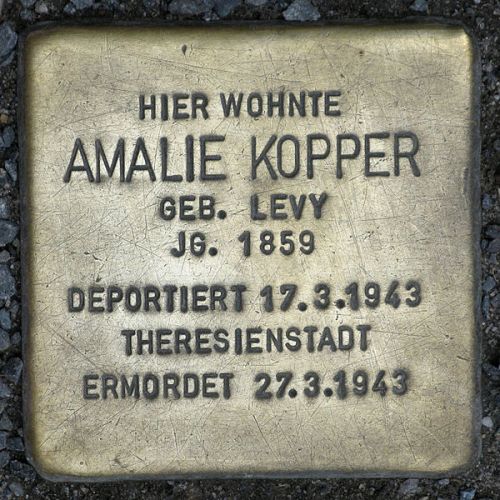 HIER WOHNTE
AMALIE KOPPER
GEB. LEVY
JG. 1859
DEPORTIERT 17.3.1943
THERESIENSTADT
ERMORDET 27.3.1943